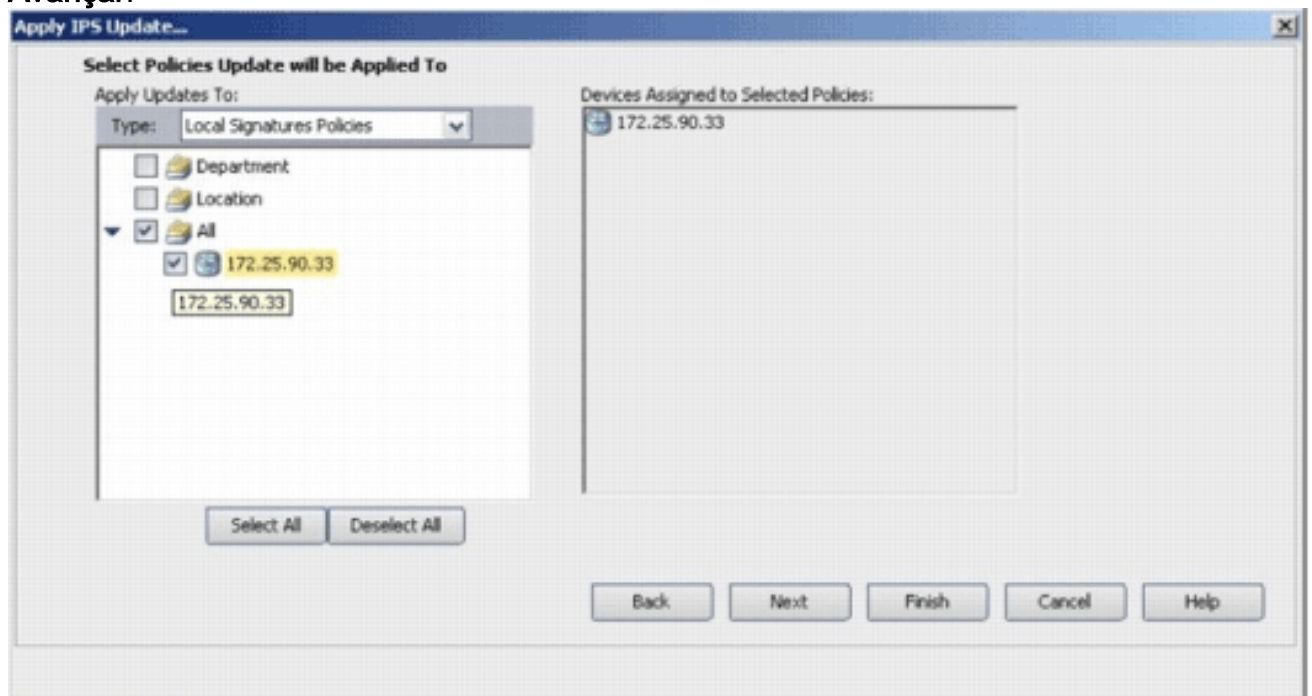 Avançar.
Apply IPS Update...
Select Policies Update will be Applied To
Apply Updates To:
Type: Local Signatures Policies
Department
Location
All
172.25.90.33
172.25.90.33
Select All Deselect All
Devices Assigned to Selected Policies:
172.25.90.33
Back Next Finish Cancel Help